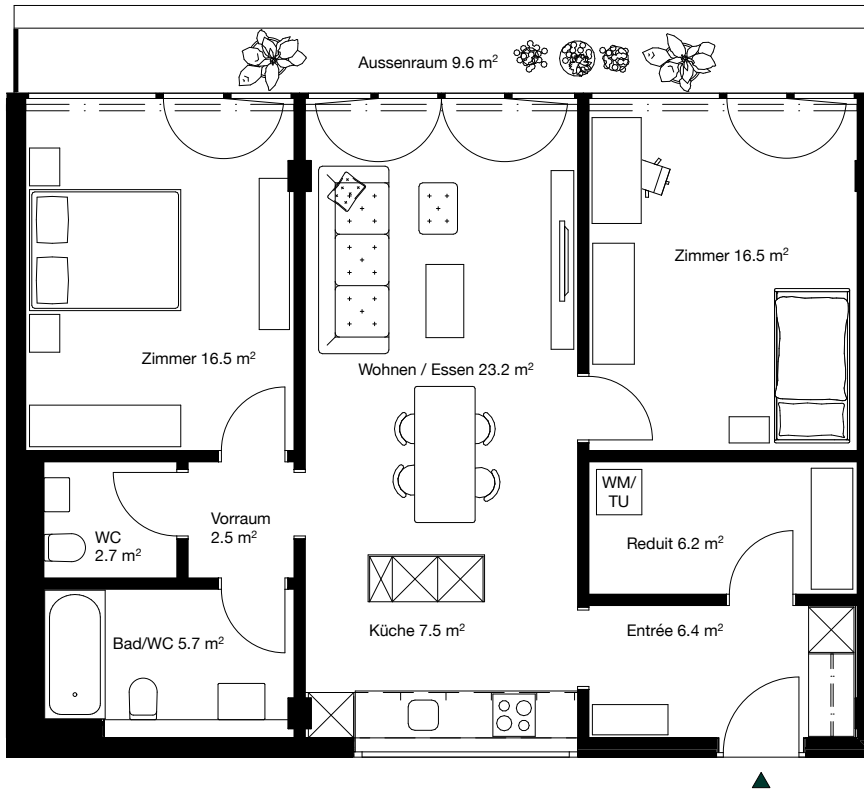 Aussenraum 9.6 m²
Zimmer 16.5 m²
Zimmer 16.5 m²
Wohnen / Essen 23.2 m²
WM/
TU
Vorraum
2.5 m²
WC
2.7 m²
Reduit 6.2 m²
Küche 7.5 m²
Entrée 6.4 m²
Bad/WC 5.7 m²